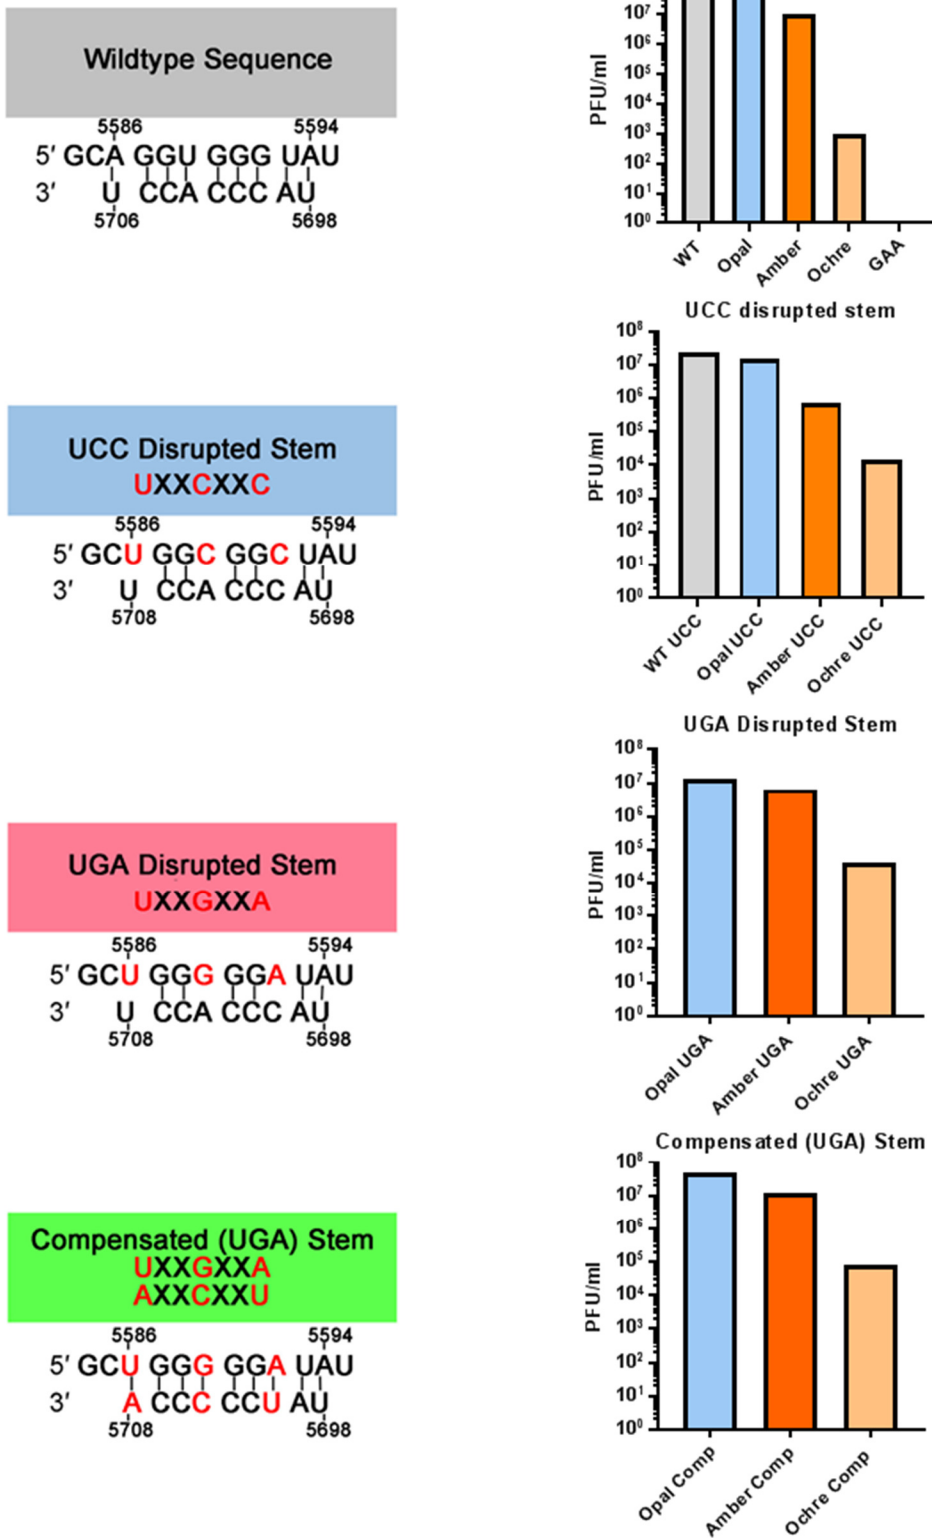 Wildtype Sequence
5586 5594
5′ GCA GGU GGG UAU
3′ U CCA CCC AU
5706 5698
PFU/ml
10⁷
10⁶
10⁵
10⁴
10³
10²
10¹
10⁰
WT Opal Amber Ochre GAA
UCC Disrupted Stem
UXXCXXC
5586 5594
5′ GCU GGC GGC UAU
3′ U CCA CCC AU
5708 5698
UCC disrupted stem
PFU/ml
10⁸
10⁷
10⁶
10⁵
10⁴
10³
10²
10¹
10⁰
WT UCC Opal UCC Amber UCC Ochre UCC
UGA Disrupted Stem
UXXGXXA
5586 5594
5′ GCU GGG GGA UAU
3′ U CCA CCC AU
5708 5698
UGA Disrupted Stem
PFU/ml
10⁸
10⁷
10⁶
10⁵
10⁴
10³
10²
10¹
10⁰
Opal UGA Amber UGA Ochre UGA
Compensated (UGA) Stem
UXXGXXA
AXXCXXU
5586 5594
5′ GCU GGG GGA UAU
3′ A CCC CCU AU
5708 5698
Compensated (UGA) Stem
PFU/ml
10⁸
10⁷
10⁶
10⁵
10⁴
10³
10²
10¹
10⁰
Opal Comp Amber Comp Ochre Comp